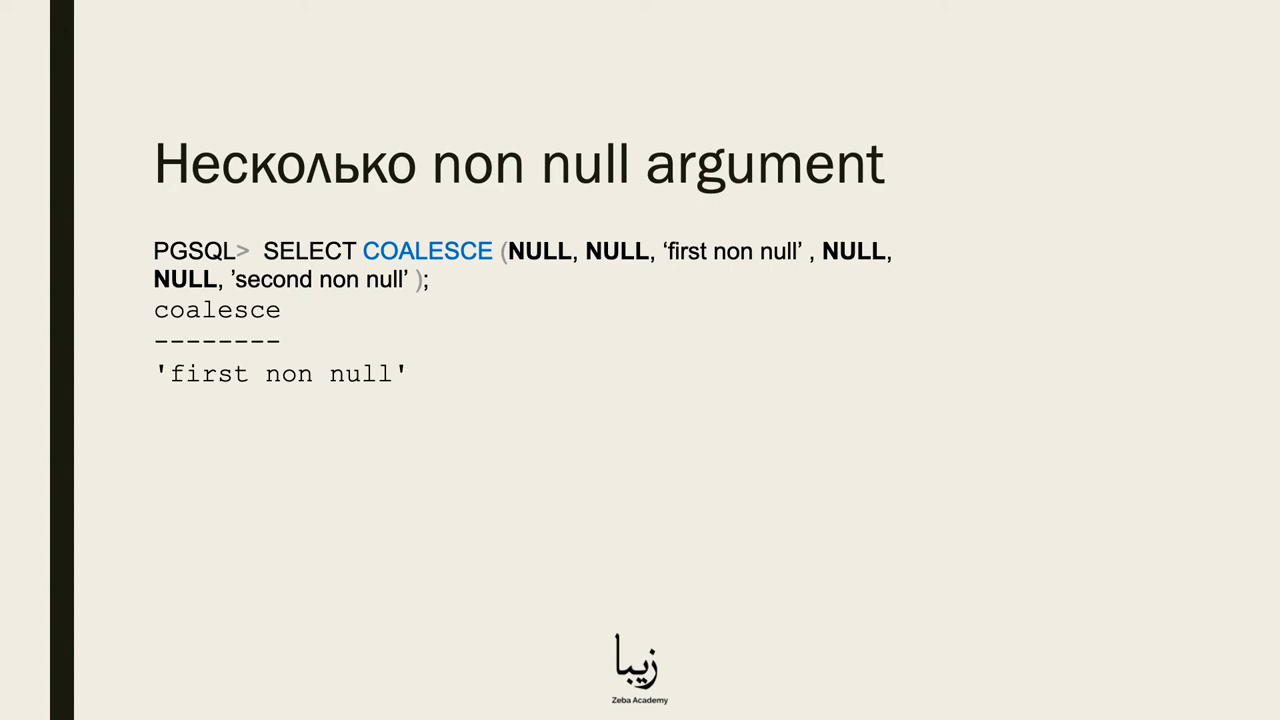 Несколько non null argument
PGSQL> SELECT COALESCE (NULL, NULL, ‘first non null’ , NULL,
NULL, ’second non null’ );
coalesce
--------
'first non null'
زيبا
Zeba Academy